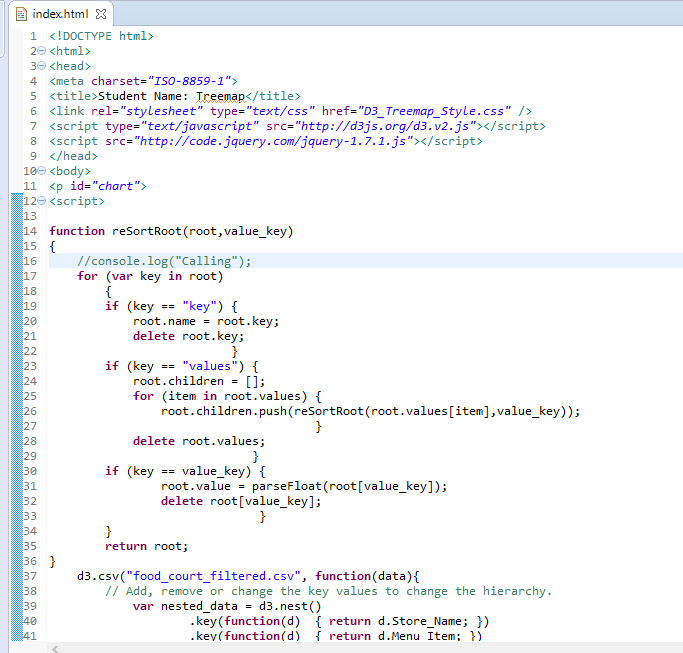 index.html
1 <!DOCTYPE html>
2 <html>
3 <head>
4 <meta charset="ISO-8859-1">
5 <title>Student Name: Treemap</title>
6 <link rel="stylesheet" type="text/css" href="D3_Treemap_Style.css" />
7 <script type="text/javascript" src="http://d3js.org/d3.v2.js"></script>
8 <script src="http://code.jquery.com/jquery-1.7.1.js"></script>
9 </head>
10 <body>
11 <p id="chart">
12 <script>
13
14 function reSortRoot(root,value_key)
15 {
16     //console.log("Calling");
17     for (var key in root)
18         {
19         if (key == "key") {
20             root.name = root.key;
21             delete root.key;
22                           }
23         if (key == "values") {
24             root.children = [];
25             for (item in root.values) {
26                 root.children.push(reSortRoot(root.values[item],value_key));
27                                       }
28             delete root.values;
29                              }
30         if (key == value_key) {
31                 root.value = parseFloat(root[value_key]);
32                 delete root[value_key];
33                               }
34         }
35         return root;
36 }
37     d3.csv("food_court_filtered.csv", function(data){
38         // Add, remove or change the key values to change the hierarchy.
39             var nested_data = d3.nest()
40                     .key(function(d)  { return d.Store_Name; })
41                     .key(function(d)  { return d.Menu_Item; })